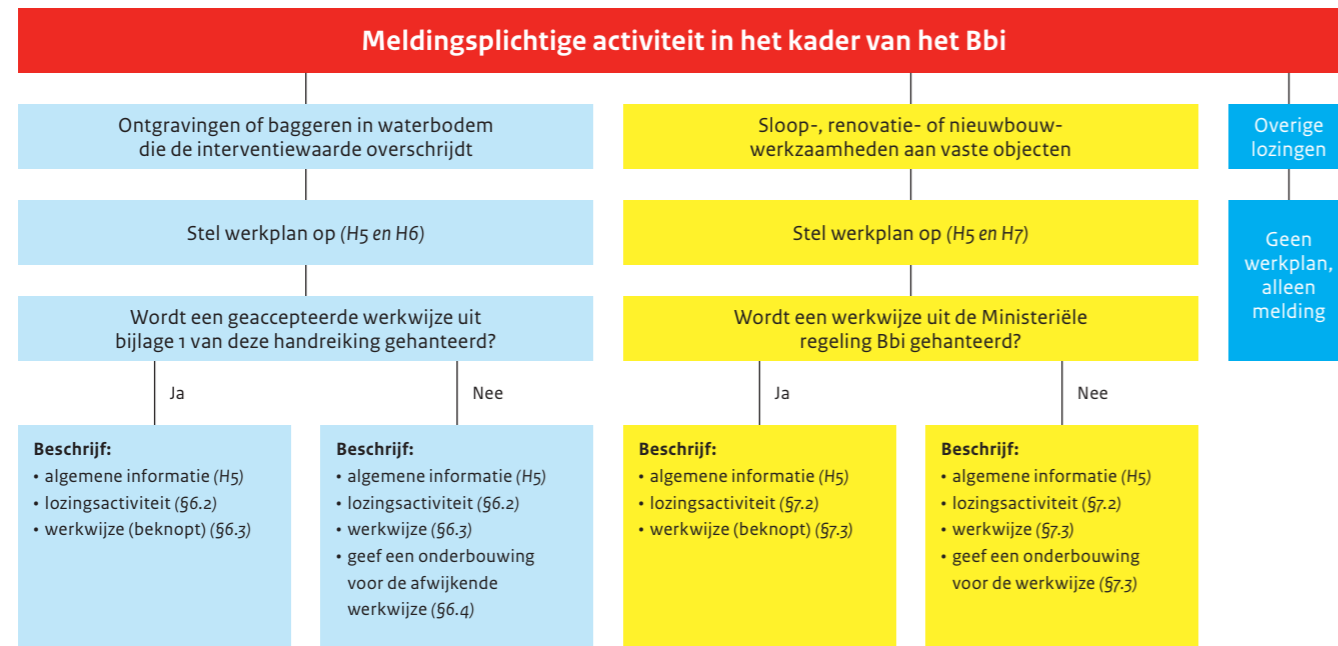 Meldingsplichtige activiteit in het kader van het Bbi
Ontgravingen of baggeren in waterbodem
die de interventiewaarde overschrijdt
Stel werkplan op (H5 en H6)
Wordt een geaccepteerde werkwijze uit
bijlage 1 van deze handreiking gehanteerd?
Ja
Nee
Beschrijf:
• algemene informatie (H5)
• lozingsactiviteit (§6.2)
• werkwijze (beknopt) (§6.3)
Beschrijf:
• algemene informatie (H5)
• lozingsactiviteit (§6.2)
• werkwijze (§6.3)
• geef een onderbouwing
voor de afwijkende
werkwijze (§6.4)
Sloop-, renovatie- of nieuwbouw-
werkzaamheden aan vaste objecten
Stel werkplan op (H5 en H7)
Wordt een werkwijze uit de Ministeriële
regeling Bbi gehanteerd?
Ja
Nee
Beschrijf:
• algemene informatie (H5)
• lozingsactiviteit (§7.2)
• werkwijze (beknopt) (§7.3)
Beschrijf:
• algemene informatie (H5)
• lozingsactiviteit (§7.2)
• werkwijze (§7.3)
• geef een onderbouwing
voor de werkwijze (§7.3)
Overige
lozingen
Geen
werkplan,
alleen
melding